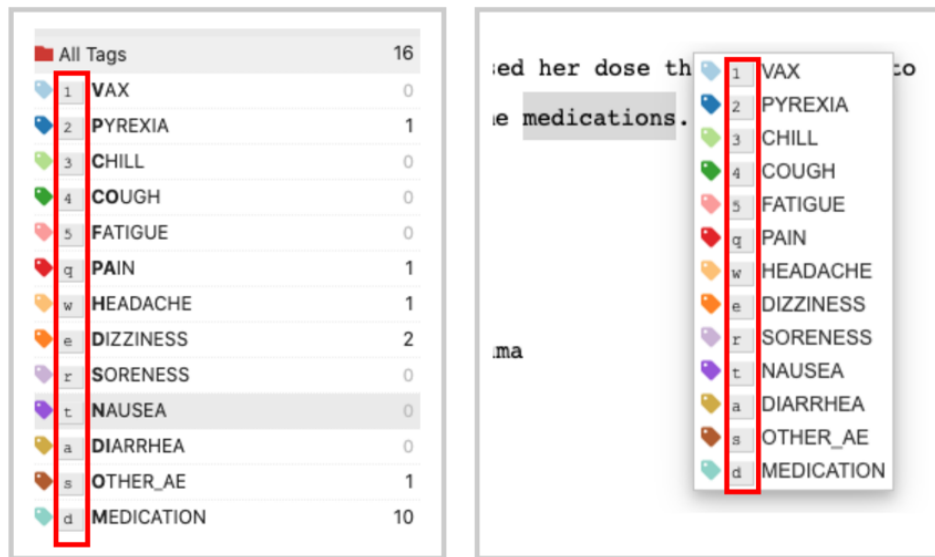 All Tags 16
1 VAX 0
2 PYREXIA 1
3 CHILL 0
4 COUGH 0
5 FATIGUE 0
q PAIN 1
w HEADACHE 1
e DIZZINESS 2
r SORENESS 0
t NAUSEA 0
a DIARRHEA 0
s OTHER_AE 1
d MEDICATION 10
sed her dose th to
e medications.
ma
1 VAX
2 PYREXIA
3 CHILL
4 COUGH
5 FATIGUE
q PAIN
w HEADACHE
e DIZZINESS
r SORENESS
t NAUSEA
a DIARRHEA
s OTHER_AE
d MEDICATION